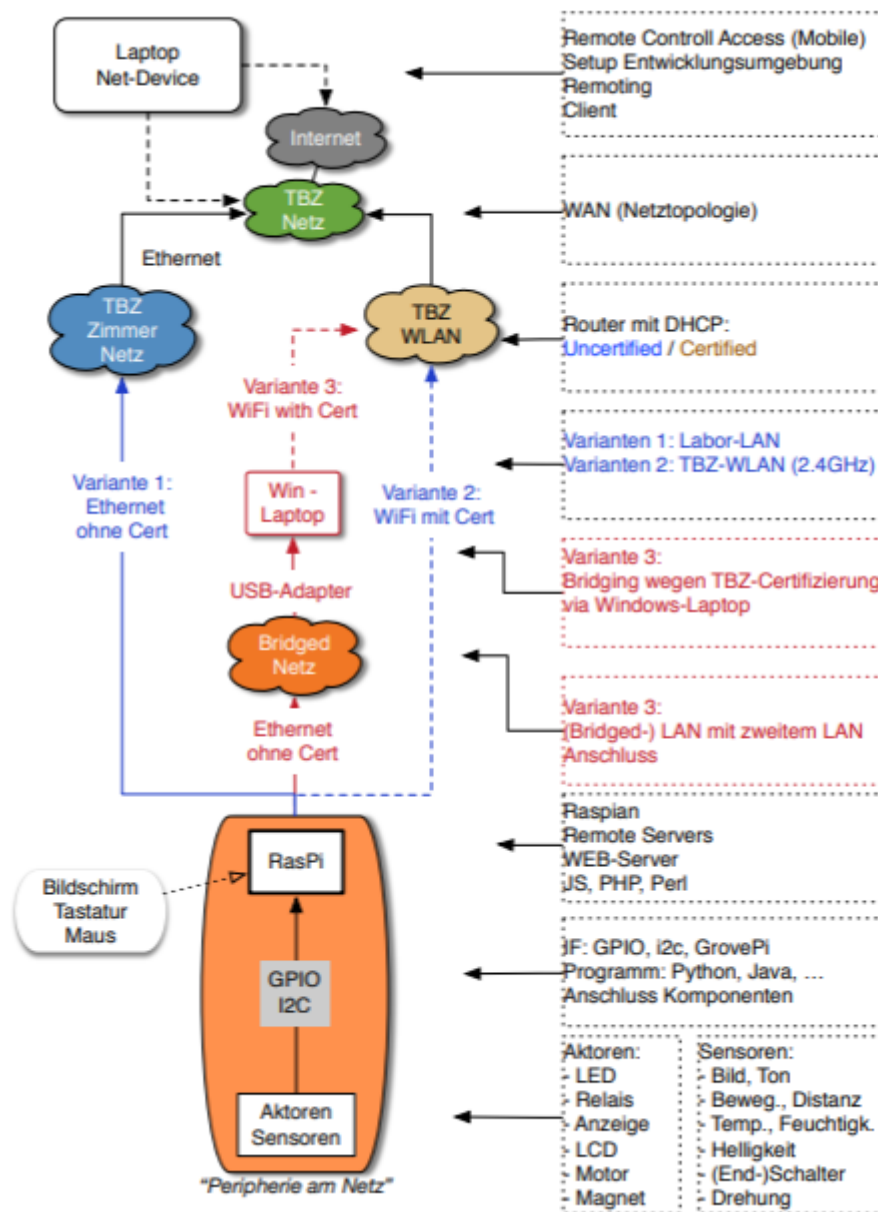 Laptop
Net-Device
Internet
TBZ
Netz
Ethernet
TBZ
Zimmer
Netz
TBZ
WLAN
Variante 3:
WiFi with Cert
Variante 1:
Ethernet
ohne Cert
Win -
Laptop
Variante 2:
WiFi mit Cert
USB-Adapter
Bridged
Netz
Ethernet
ohne Cert
RasPi
Bildschirm
Tastatur
Maus
GPIO
I2C
Aktoren
Sensoren
"Peripherie am Netz"
Remote Controll Access (Mobile)
Setup Entwicklungsumgebung
Remoting
Client
WAN (Netztopologie)
Router mit DHCP:
Uncertified / Certified
Varianten 1: Labor-LAN
Varianten 2: TBZ-WLAN (2.4GHz)
Variante 3:
Bridging wegen TBZ-Certifizierung
via Windows-Laptop
Variante 3:
(Bridged-) LAN mit zweitem LAN
Anschluss
Raspian
Remote Servers
WEB-Server
JS, PHP, Perl
IF: GPIO, i2c, GrovePi
Programm: Python, Java, …
Anschluss Komponenten
Aktoren:
- LED
- Relais
- Anzeige
- LCD
- Motor
- Magnet
Sensoren:
- Bild, Ton
- Beweg., Distanz
- Temp., Feuchtigk.
- Helligkeit
- (End-)Schalter
- Drehung